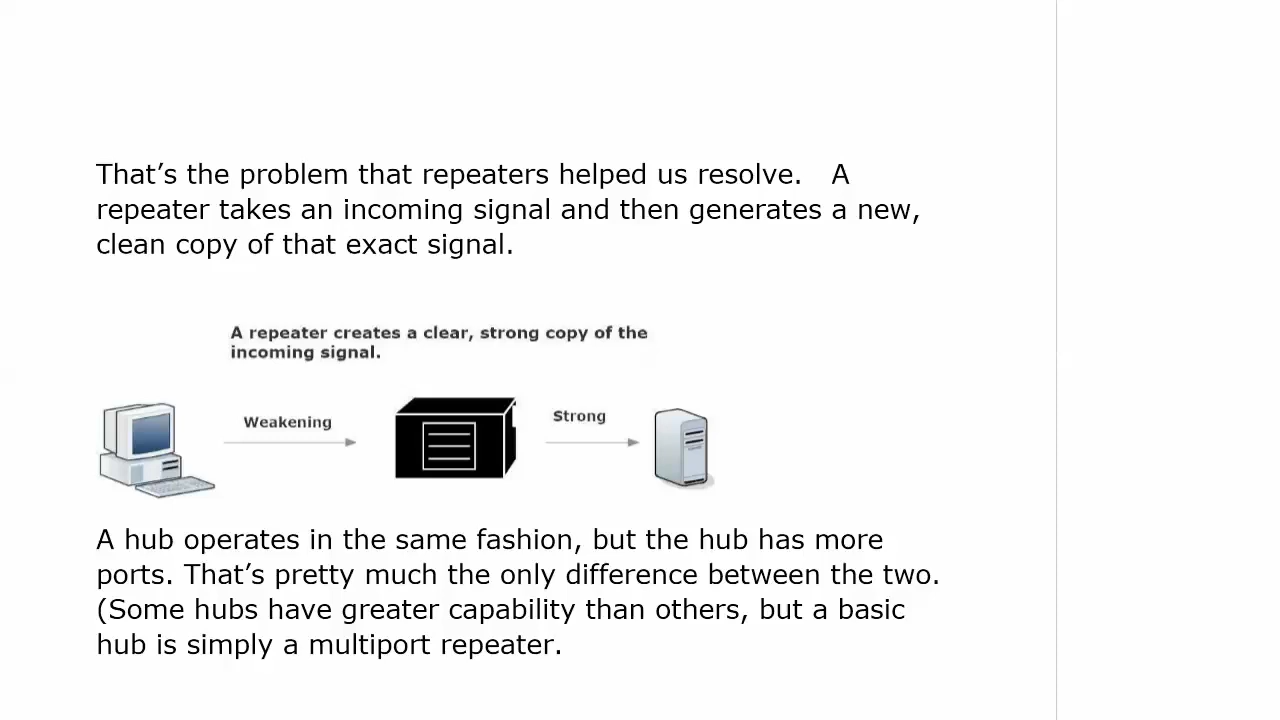 That’s the problem that repeaters helped us resolve.   A
repeater takes an incoming signal and then generates a new,
clean copy of that exact signal.
A repeater creates a clear, strong copy of the
incoming signal.
Weakening
Strong
A hub operates in the same fashion, but the hub has more
ports. That’s pretty much the only difference between the two.
(Some hubs have greater capability than others, but a basic
hub is simply a multiport repeater.